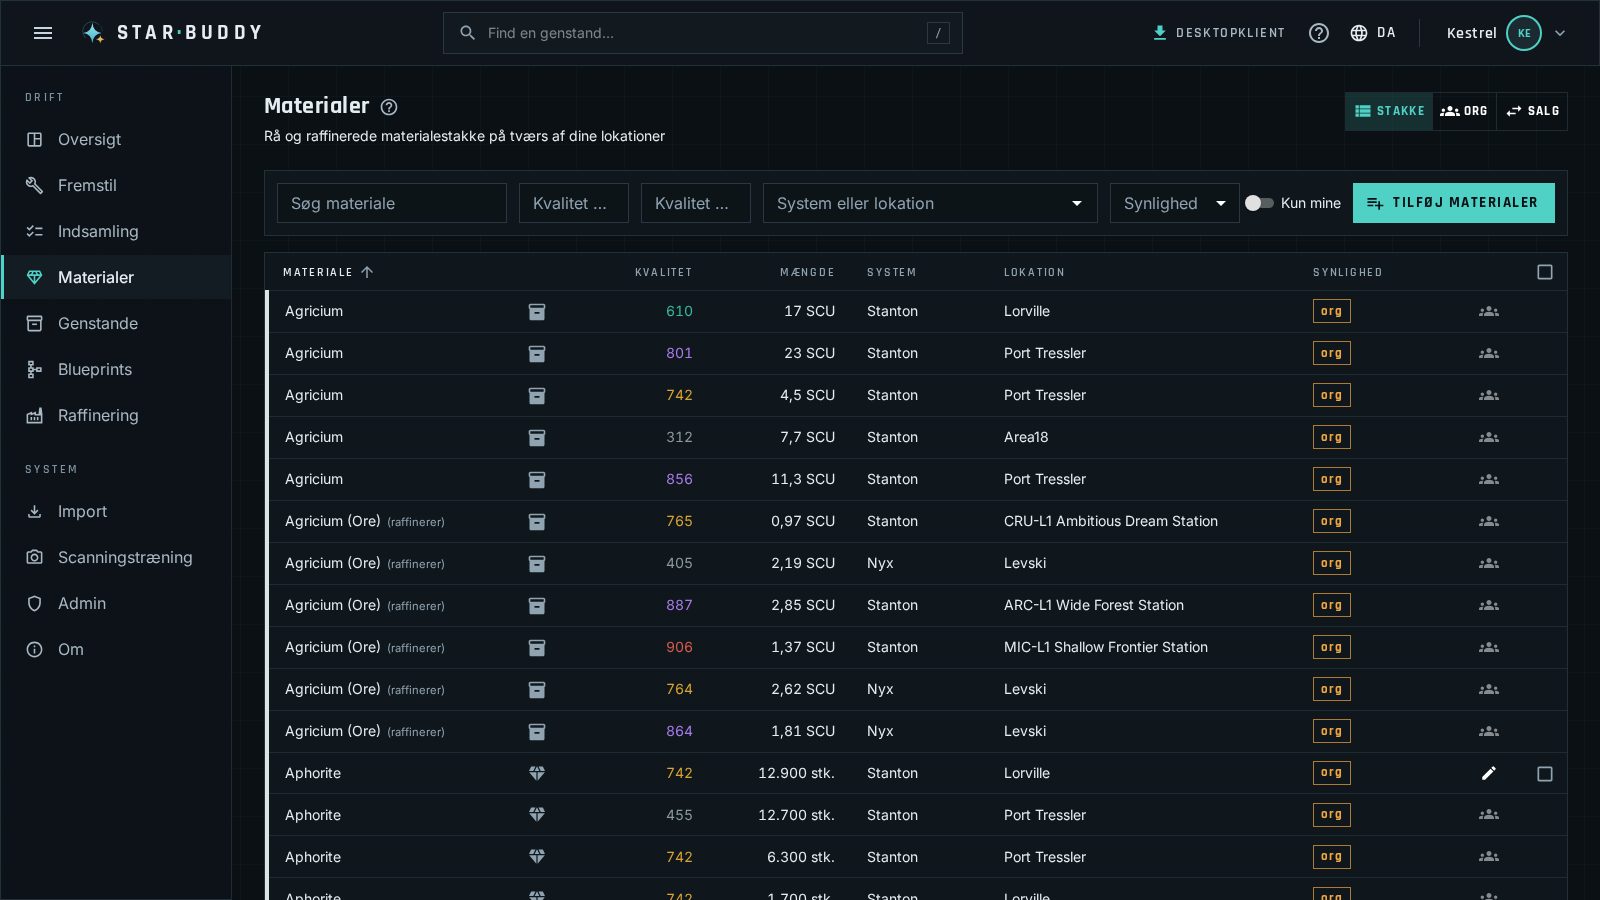 STAR·BUDDY
Find en genstand...
/
DESKTOPKLIENT
DA
Kestrel
KE
DRIFT
Oversigt
Fremstil
Indsamling
Materialer
Genstande
Blueprints
Raffinering
SYSTEM
Import
Scanningstræning
Admin
Om
Materialer
Rå og raffinerede materialestakke på tværs af dine lokationer
STAKKE
ORG
SALG
Søg materiale
Kvalitet ...
Kvalitet ...
System eller lokation
Synlighed
Kun mine
TILFØJ MATERIALER
MATERIALE KVALITET MÆNGDE SYSTEM LOKATION SYNLIGHED
Agricium 610 17 SCU Stanton Lorville org
Agricium 801 23 SCU Stanton Port Tressler org
Agricium 742 4,5 SCU Stanton Port Tressler org
Agricium 312 7,7 SCU Stanton Area18 org
Agricium 856 11,3 SCU Stanton Port Tressler org
Agricium (Ore) (raffinerer) 765 0,97 SCU Stanton CRU-L1 Ambitious Dream Station org
Agricium (Ore) (raffinerer) 405 2,19 SCU Nyx Levski org
Agricium (Ore) (raffinerer) 887 2,85 SCU Stanton ARC-L1 Wide Forest Station org
Agricium (Ore) (raffinerer) 906 1,37 SCU Stanton MIC-L1 Shallow Frontier Station org
Agricium (Ore) (raffinerer) 764 2,62 SCU Nyx Levski org
Agricium (Ore) (raffinerer) 864 1,81 SCU Nyx Levski org
Aphorite 742 12.900 stk. Stanton Lorville org
Aphorite 455 12.700 stk. Stanton Port Tressler org
Aphorite 742 6.300 stk. Stanton Port Tressler org
Aphorite 742 1.700 stk. Stanton Lorville org